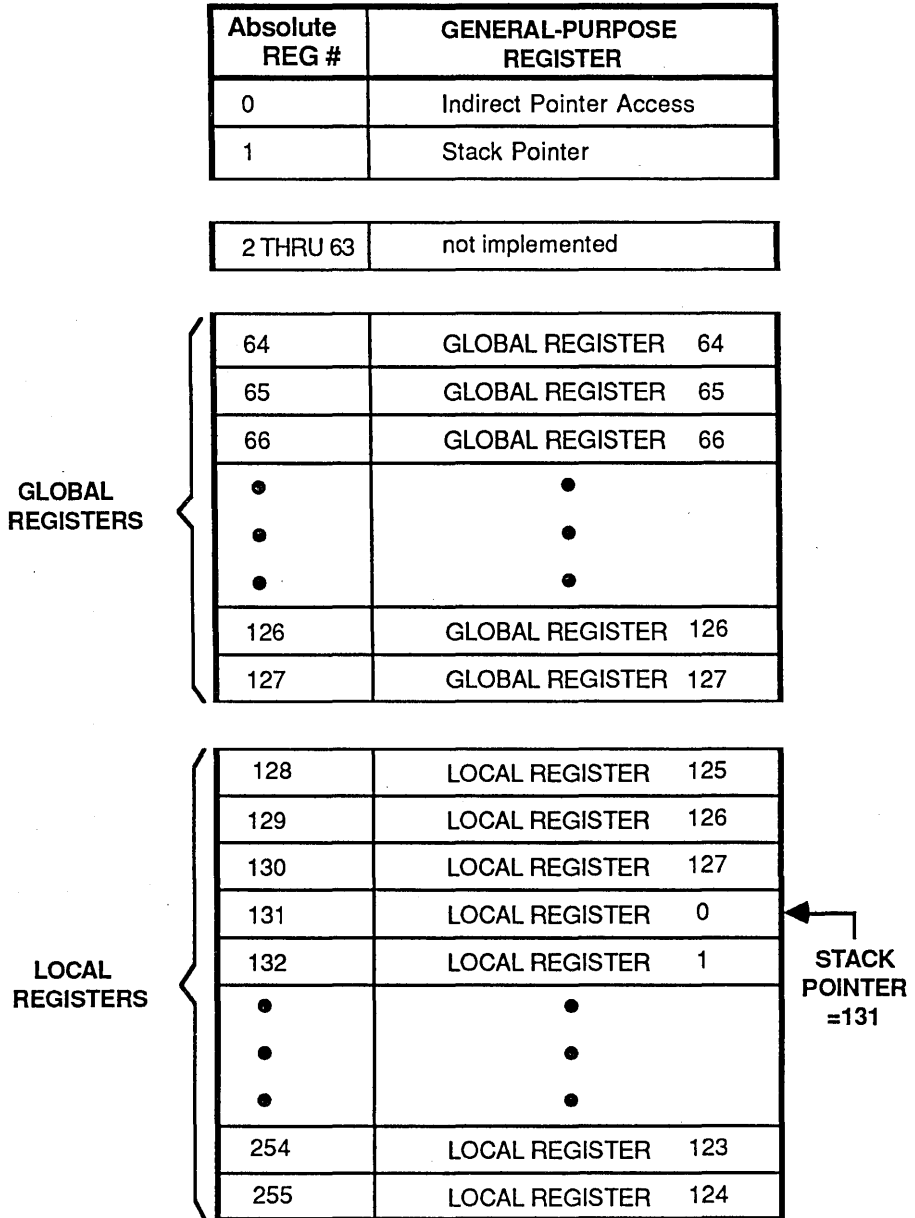 Absolute REG # GENERAL-PURPOSE REGISTER
0 Indirect Pointer Access
1 Stack Pointer
2 THRU 63 not implemented
64 GLOBAL REGISTER 64
65 GLOBAL REGISTER 65
66 GLOBAL REGISTER 66
GLOBAL
REGISTERS
126 GLOBAL REGISTER 126
127 GLOBAL REGISTER 127
128 LOCAL REGISTER 125
129 LOCAL REGISTER 126
130 LOCAL REGISTER 127
131 LOCAL REGISTER 0
132 LOCAL REGISTER 1
STACK
POINTER
=131
LOCAL
REGISTERS
254 LOCAL REGISTER 123
255 LOCAL REGISTER 124